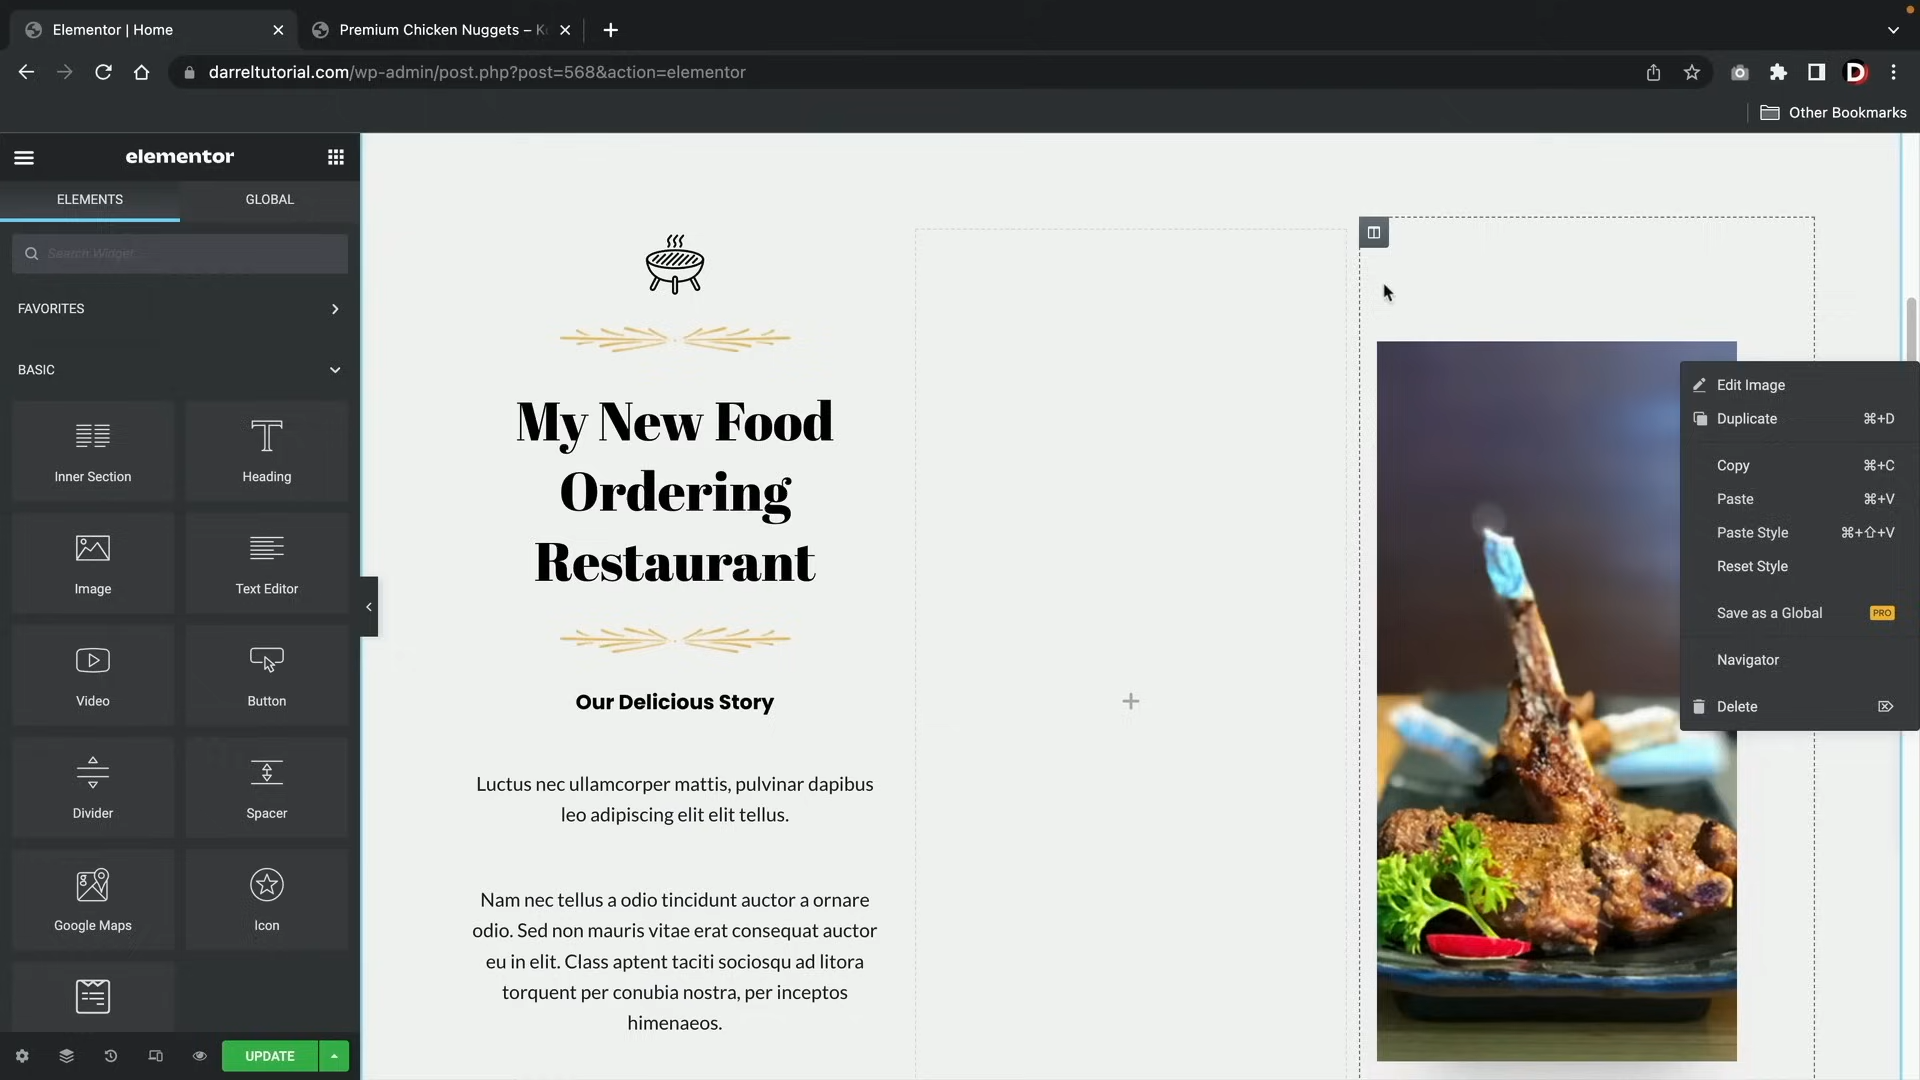 Elementor | Home
Premium Chicken Nuggets – K
darreltutorial.com/wp-admin/post.php?post=568&action=elementor
D
Other Bookmarks
elementor
ELEMENTS
GLOBAL
Search Widget...
FAVORITES
BASIC
Inner Section
Heading
Image
Text Editor
Video
Button
Divider
Spacer
Google Maps
Icon
UPDATE
My New Food
Ordering
Restaurant
Our Delicious Story
Luctus nec ullamcorper mattis, pulvinar dapibus
leo adipiscing elit elit tellus.
Nam nec tellus a odio tincidunt auctor a ornare
odio. Sed non mauris vitae erat consequat auctor
eu in elit. Class aptent taciti sociosqu ad litora
torquent per conubia nostra, per inceptos
himenaeos.
Edit Image
Duplicate ⌘+D
Copy ⌘+C
Paste ⌘+V
Paste Style ⌘+⇧+V
Reset Style
Save as a Global PRO
Navigator
Delete ⌦